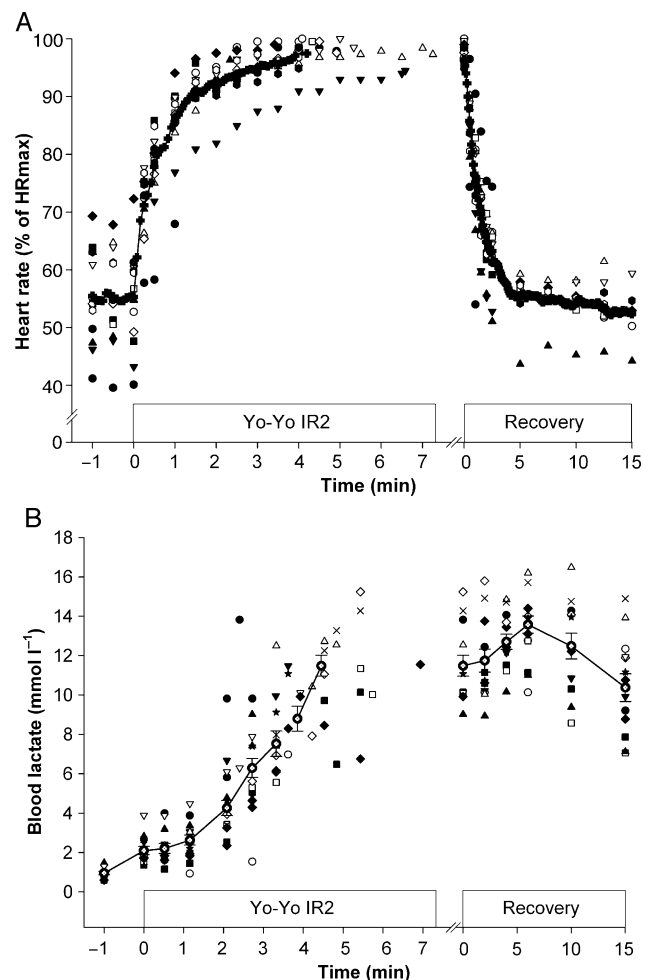 A
100
90
80
70
60
50
40
0
Heart rate (% of HRmax)
Yo-Yo IR2
Recovery
–1 0 1 2 3 4 5 6 7 0 5 10 15
Time (min)
B
18
16
14
12
10
8
6
4
2
0
Blood lactate (mmol l⁻¹)
Yo-Yo IR2
Recovery
–1 0 1 2 3 4 5 6 7 0 5 10 15
Time (min)